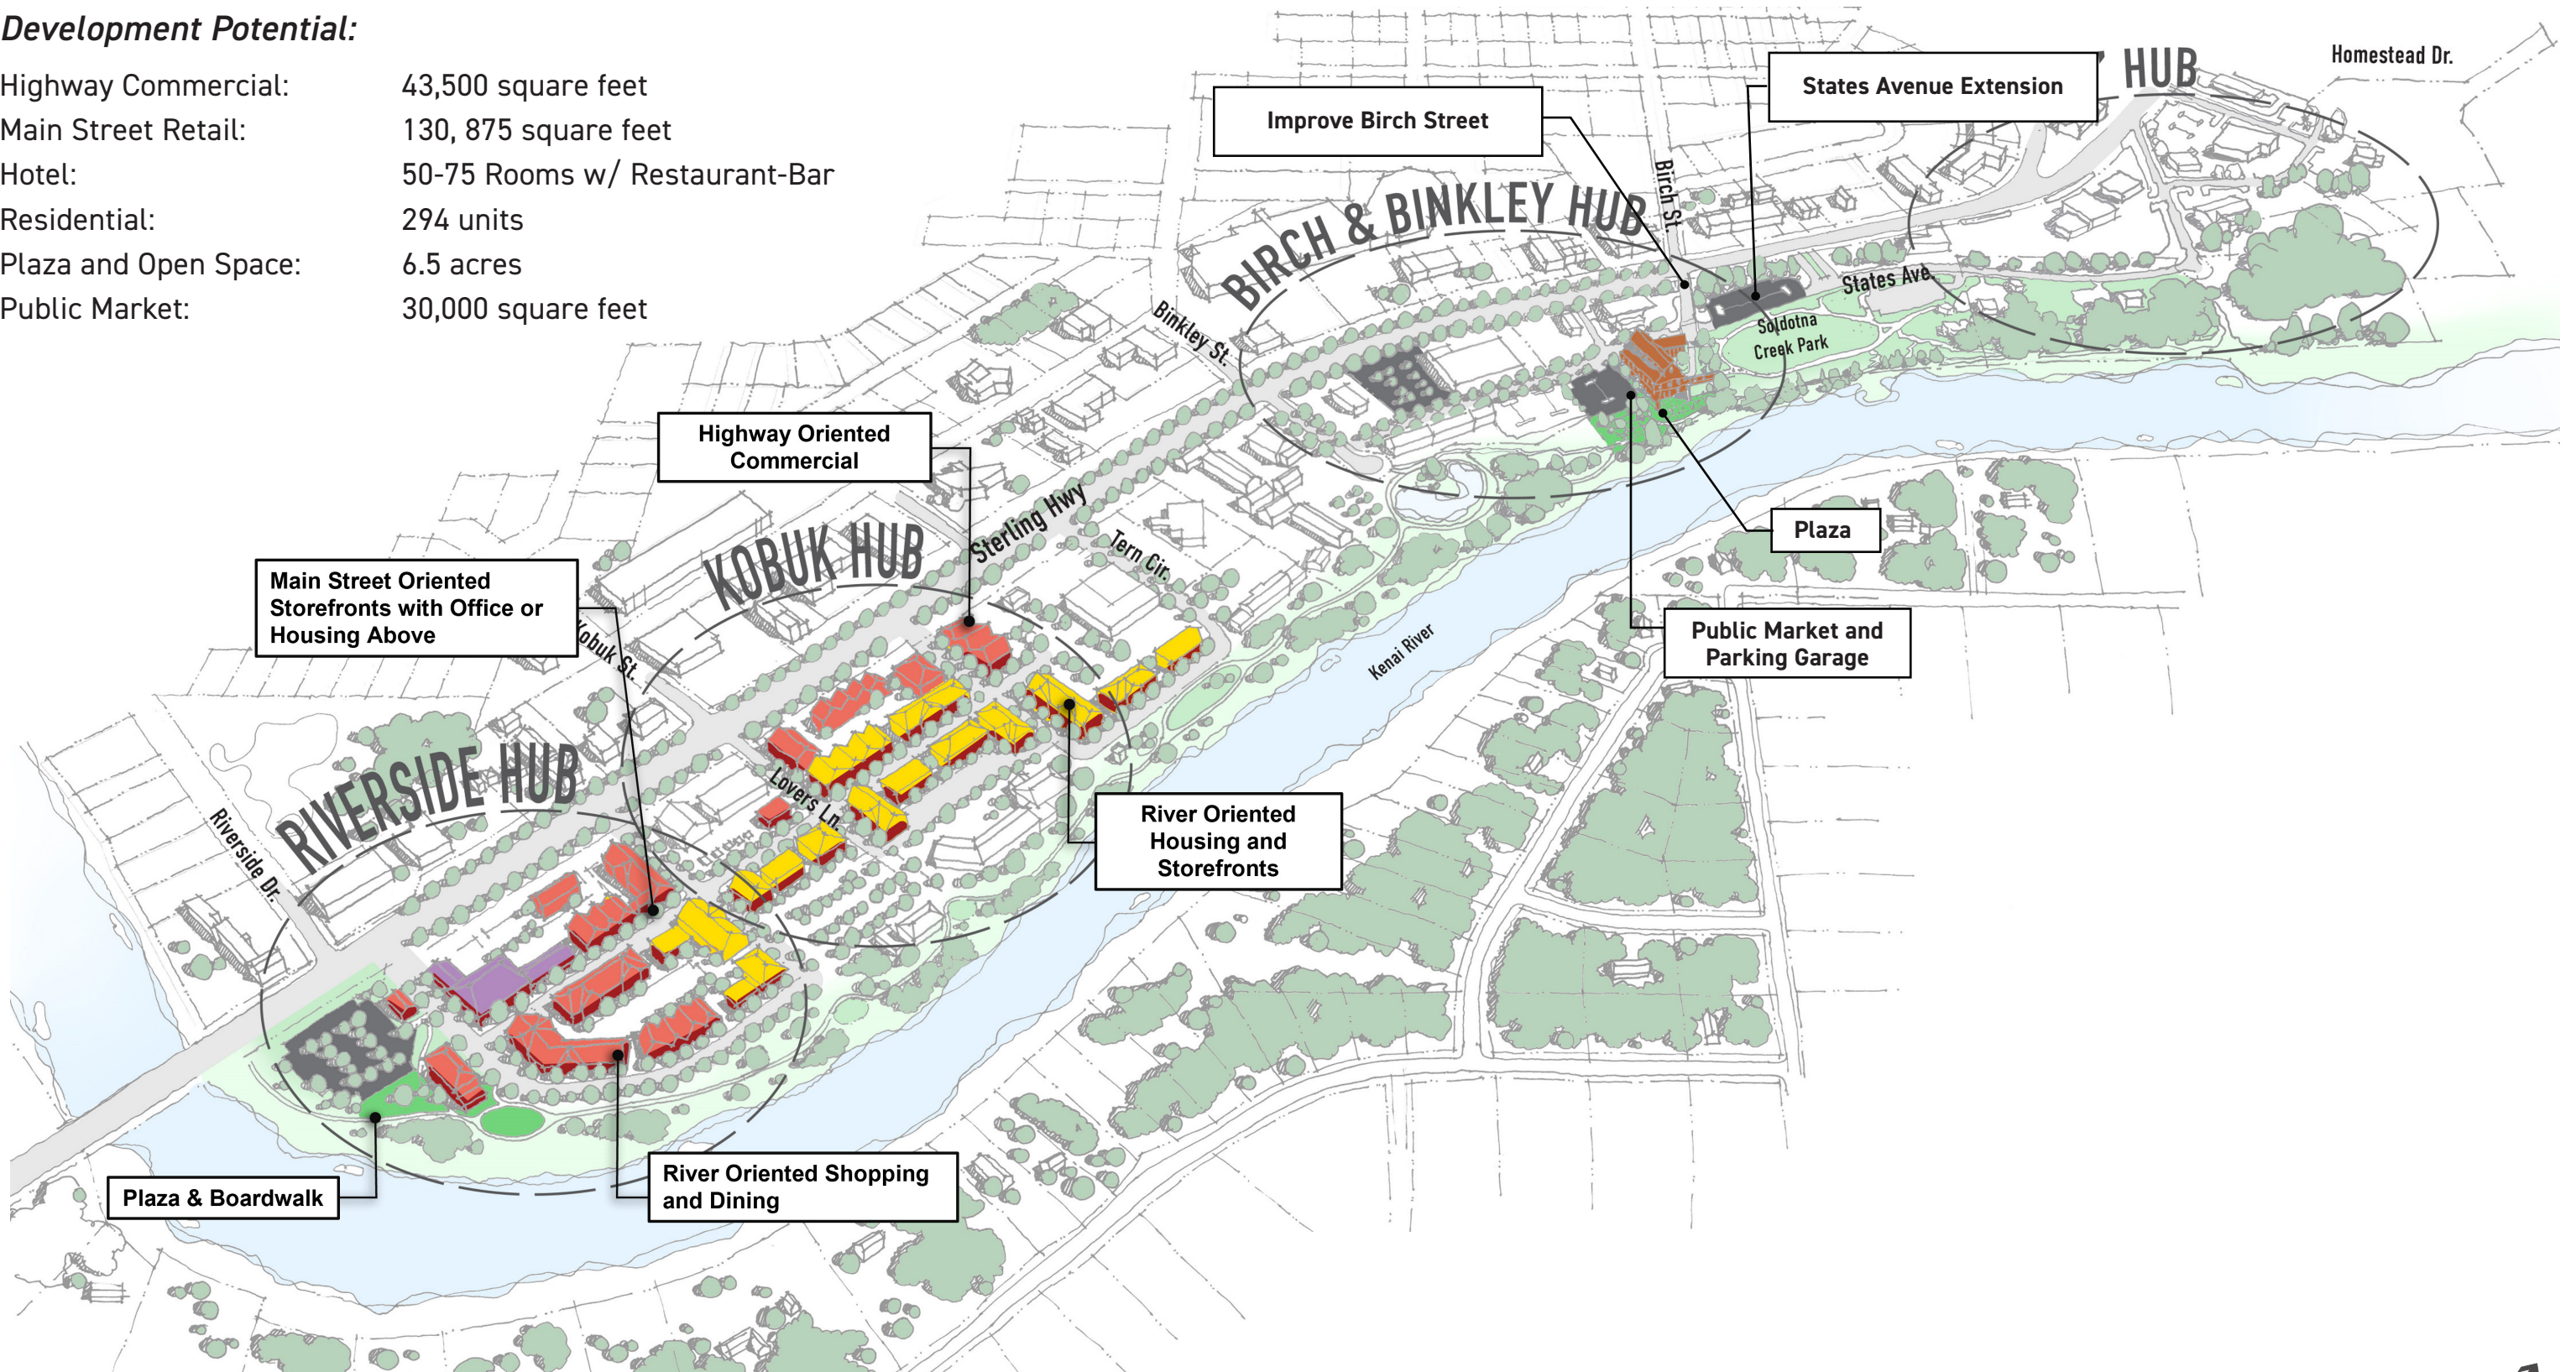 Development Potential:
Highway Commercial: 43,500 square feet
Main Street Retail: 130, 875 square feet
Hotel: 50-75 Rooms w/ Restaurant-Bar
Residential: 294 units
Plaza and Open Space: 6.5 acres
Public Market: 30,000 square feet
HUB
Homestead Dr.
States Avenue Extension
Improve Birch Street
Birch St.
BIRCH & BINKLEY HUB
States Ave.
Soldotna
Creek Park
Binkley St.
Highway Oriented
Commercial
Sterling Hwy
Tern Cir.
KOBUK HUB
Plaza
Main Street Oriented
Storefronts with Office or
Housing Above
Kobuk St.
Public Market and
Parking Garage
Kenai River
RIVERSIDE HUB
Lovers Ln.
Riverside Dr.
River Oriented
Housing and
Storefronts
Plaza & Boardwalk
River Oriented Shopping
and Dining